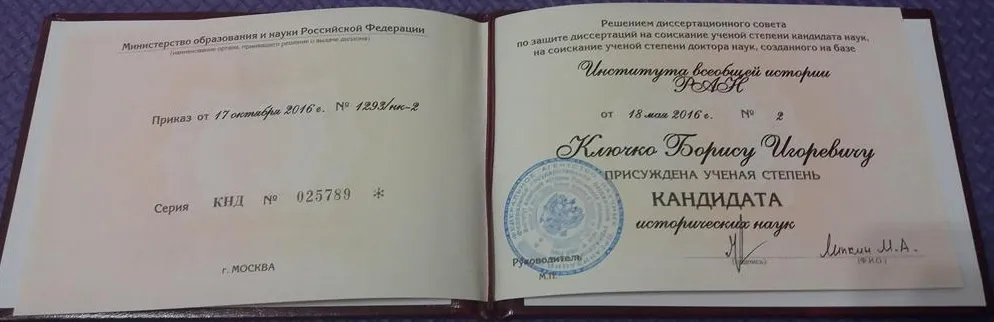 Министерство образования и науки Российской Федерации
(наименование органа, принявшего решение о выдаче диплома)
Приказ от 17 октября 2016 г. № 1293/нк-2
Серия КНД № 025789 *
г. МОСКВА
Решением диссертационного совета
по защите диссертаций на соискание ученой степени кандидата наук,
на соискание ученой степени доктора наук, созданного на базе
Института всеобщей истории
РАН
от 18 мая 2016 г. № 2
Ключко Борису Игоревичу
ПРИСУЖДЕНА УЧЕНАЯ СТЕПЕНЬ
КАНДИДАТА
исторических наук
Руководитель
(подпись) (Ф.И.О.)
М.П.